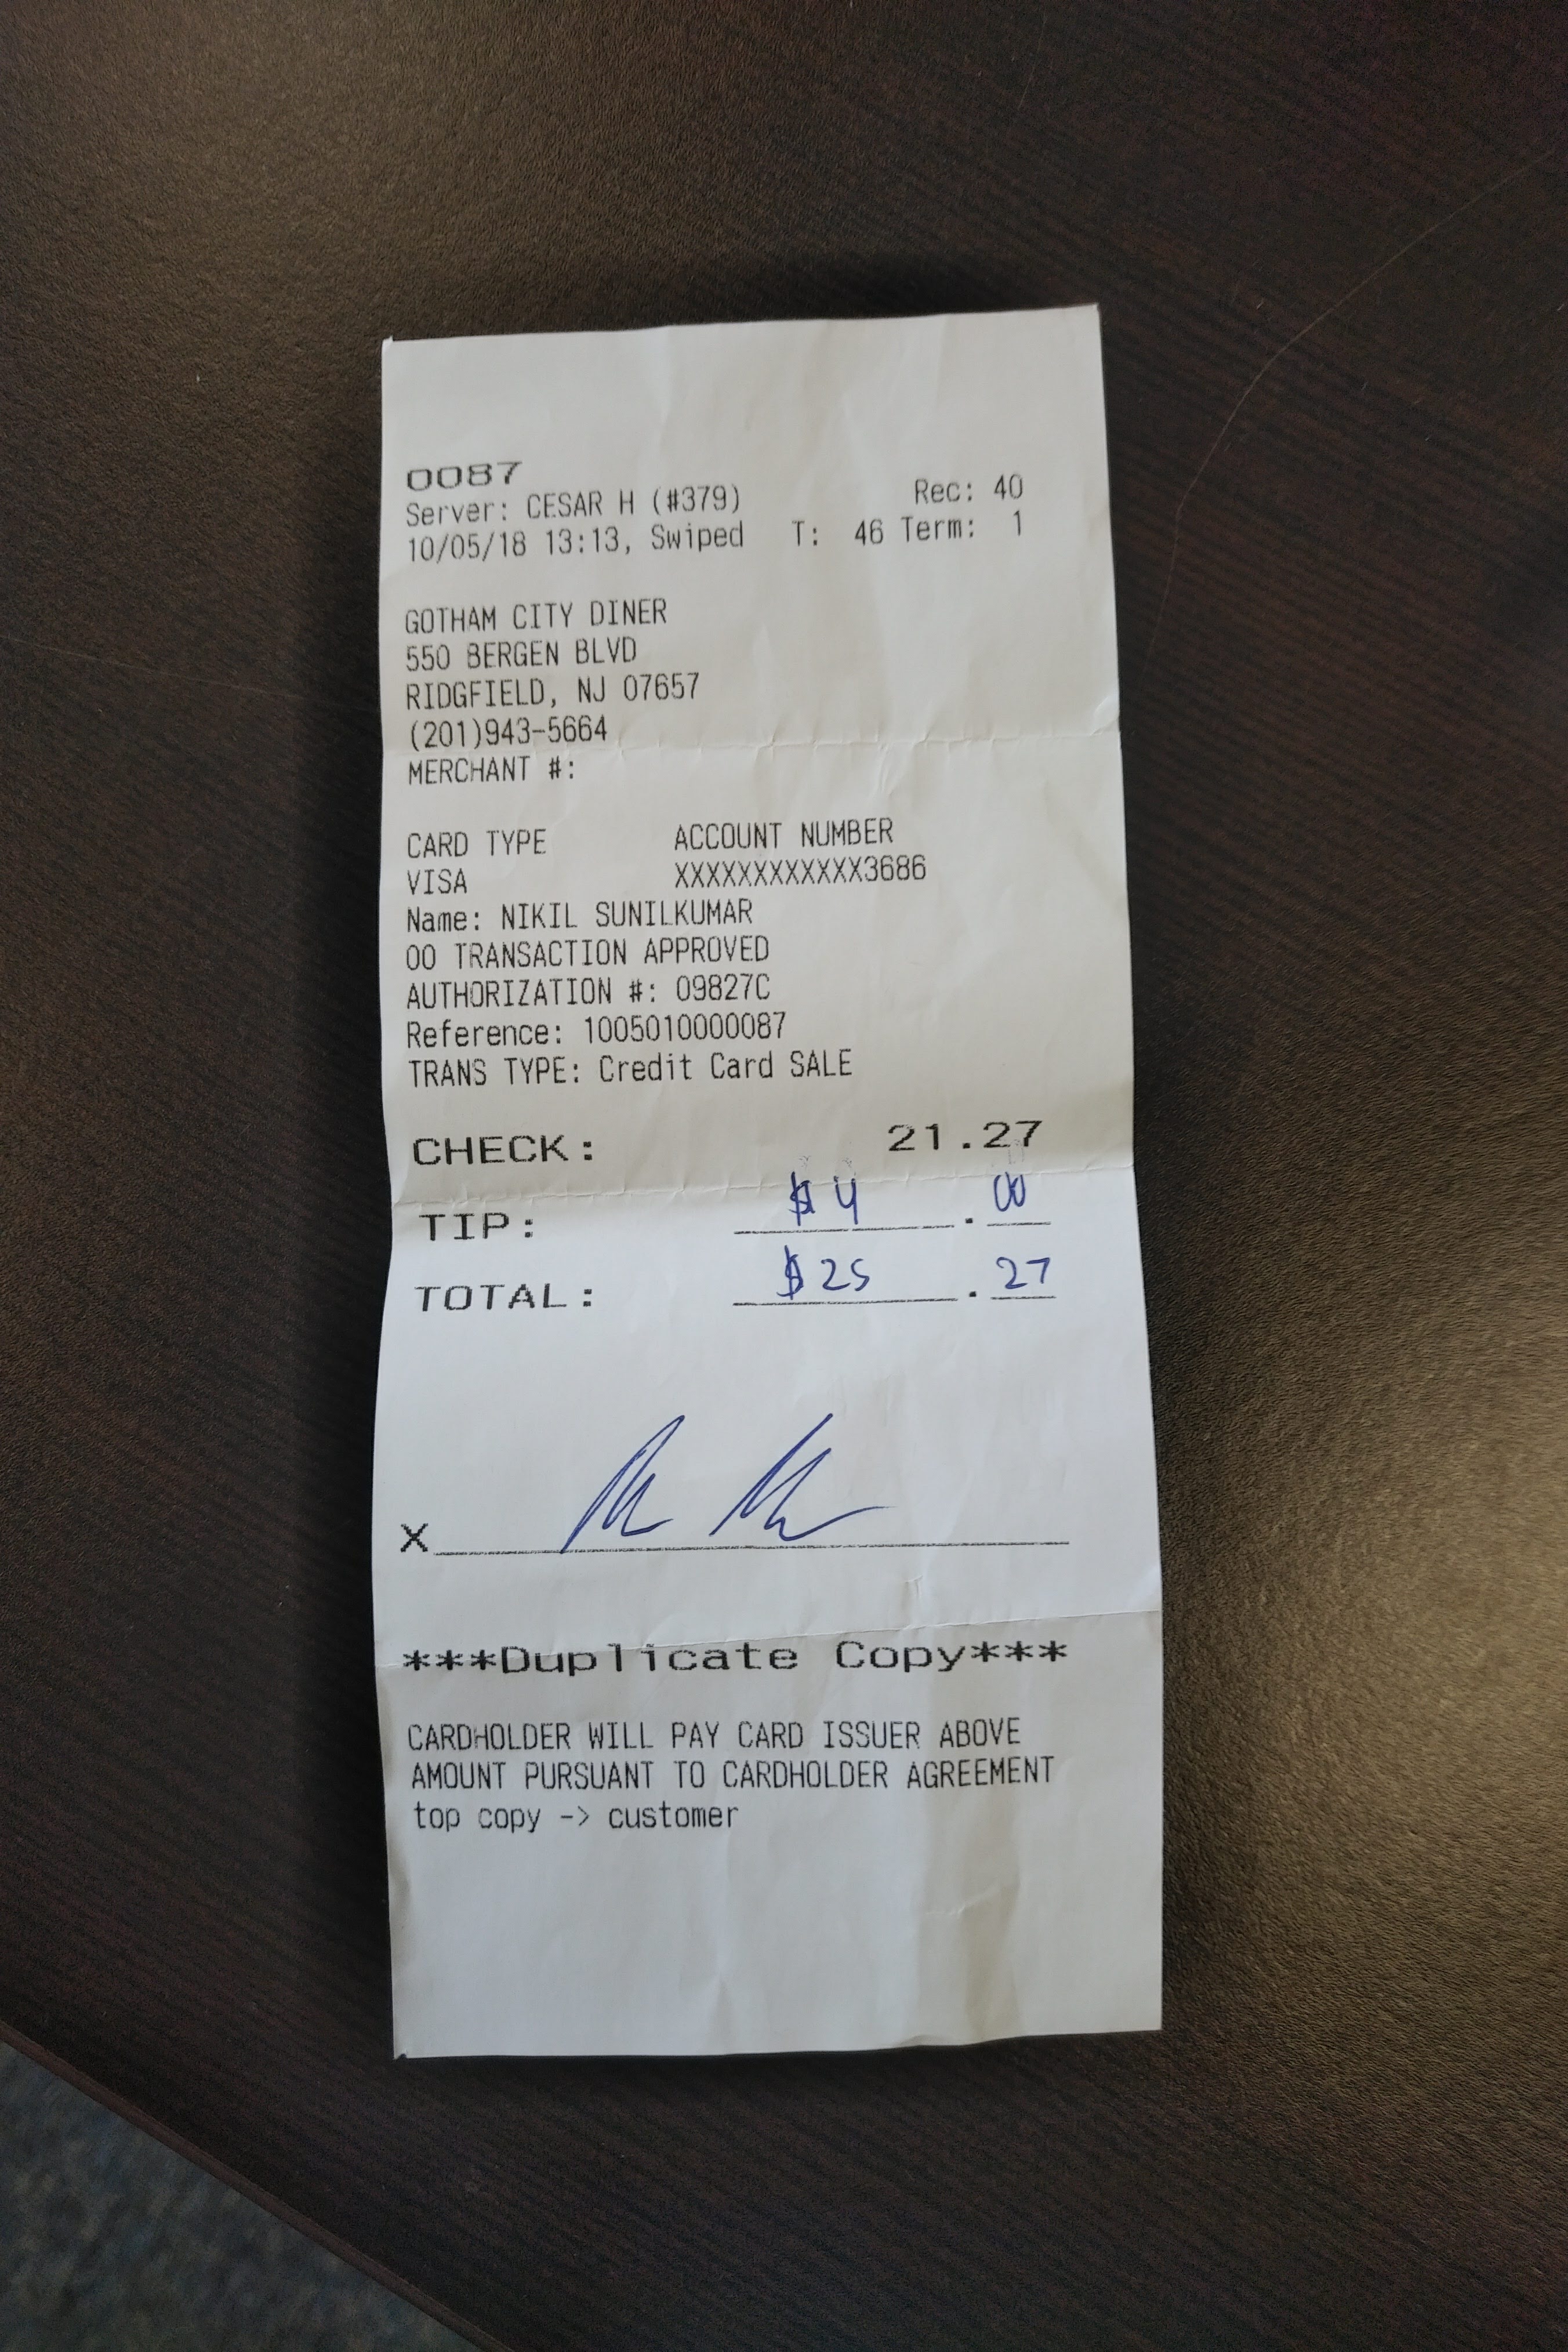 0087
Server: CESAR H (#379) Rec: 40
10/05/18 13:13, Swiped T: 46 Term: 1
GOTHAM CITY DINER
550 BERGEN BLVD
RIDGFIELD, NJ 07657
(201)943-5664
MERCHANT #:
CARD TYPE ACCOUNT NUMBER
VISA XXXXXXXXXXXX3686
Name: NIKIL SUNILKUMAR
00 TRANSACTION APPROVED
AUTHORIZATION #: 09827C
Reference: 1005010000087
TRANS TYPE: Credit Card SALE
CHECK: 21.27
TIP: $4.00
TOTAL: $25.27
X
***Duplicate Copy***
CARDHOLDER WILL PAY CARD ISSUER ABOVE
AMOUNT PURSUANT TO CARDHOLDER AGREEMENT
top copy -> customer